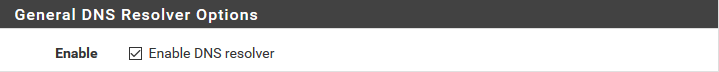 General DNS Resolver Options
Enable Enable DNS resolver